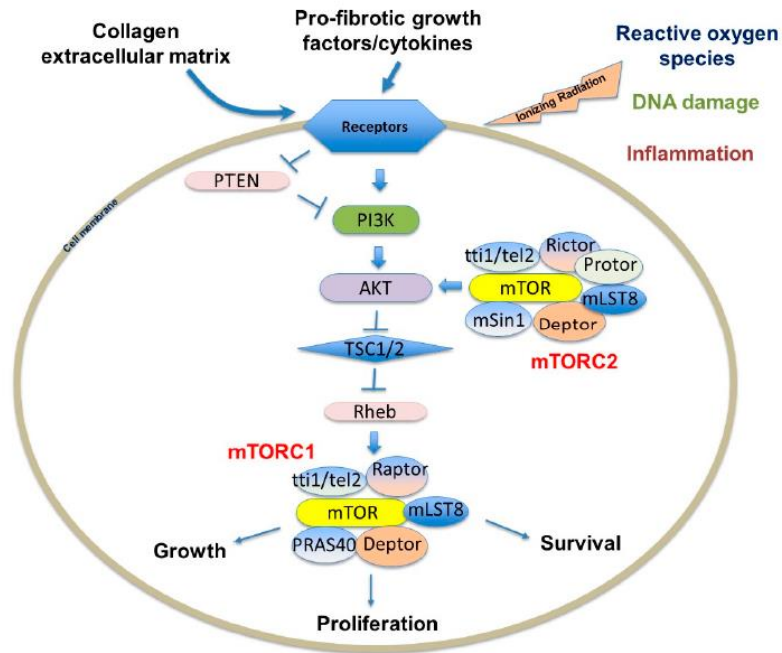 Collagen
extracellular matrix
Pro-fibrotic growth
factors/cytokines
Reactive oxygen
species
Ionizing Radiation
DNA damage
Inflammation
Receptors
PTEN
Cell membrane
PI3K
AKT
tti1/tel2
Rictor
Protor
mTOR
mLST8
mSin1
Deptor
mTORC2
TSC1/2
Rheb
mTORC1
tti1/tel2
Raptor
mTOR
mLST8
PRAS40
Deptor
Growth
Survival
Proliferation